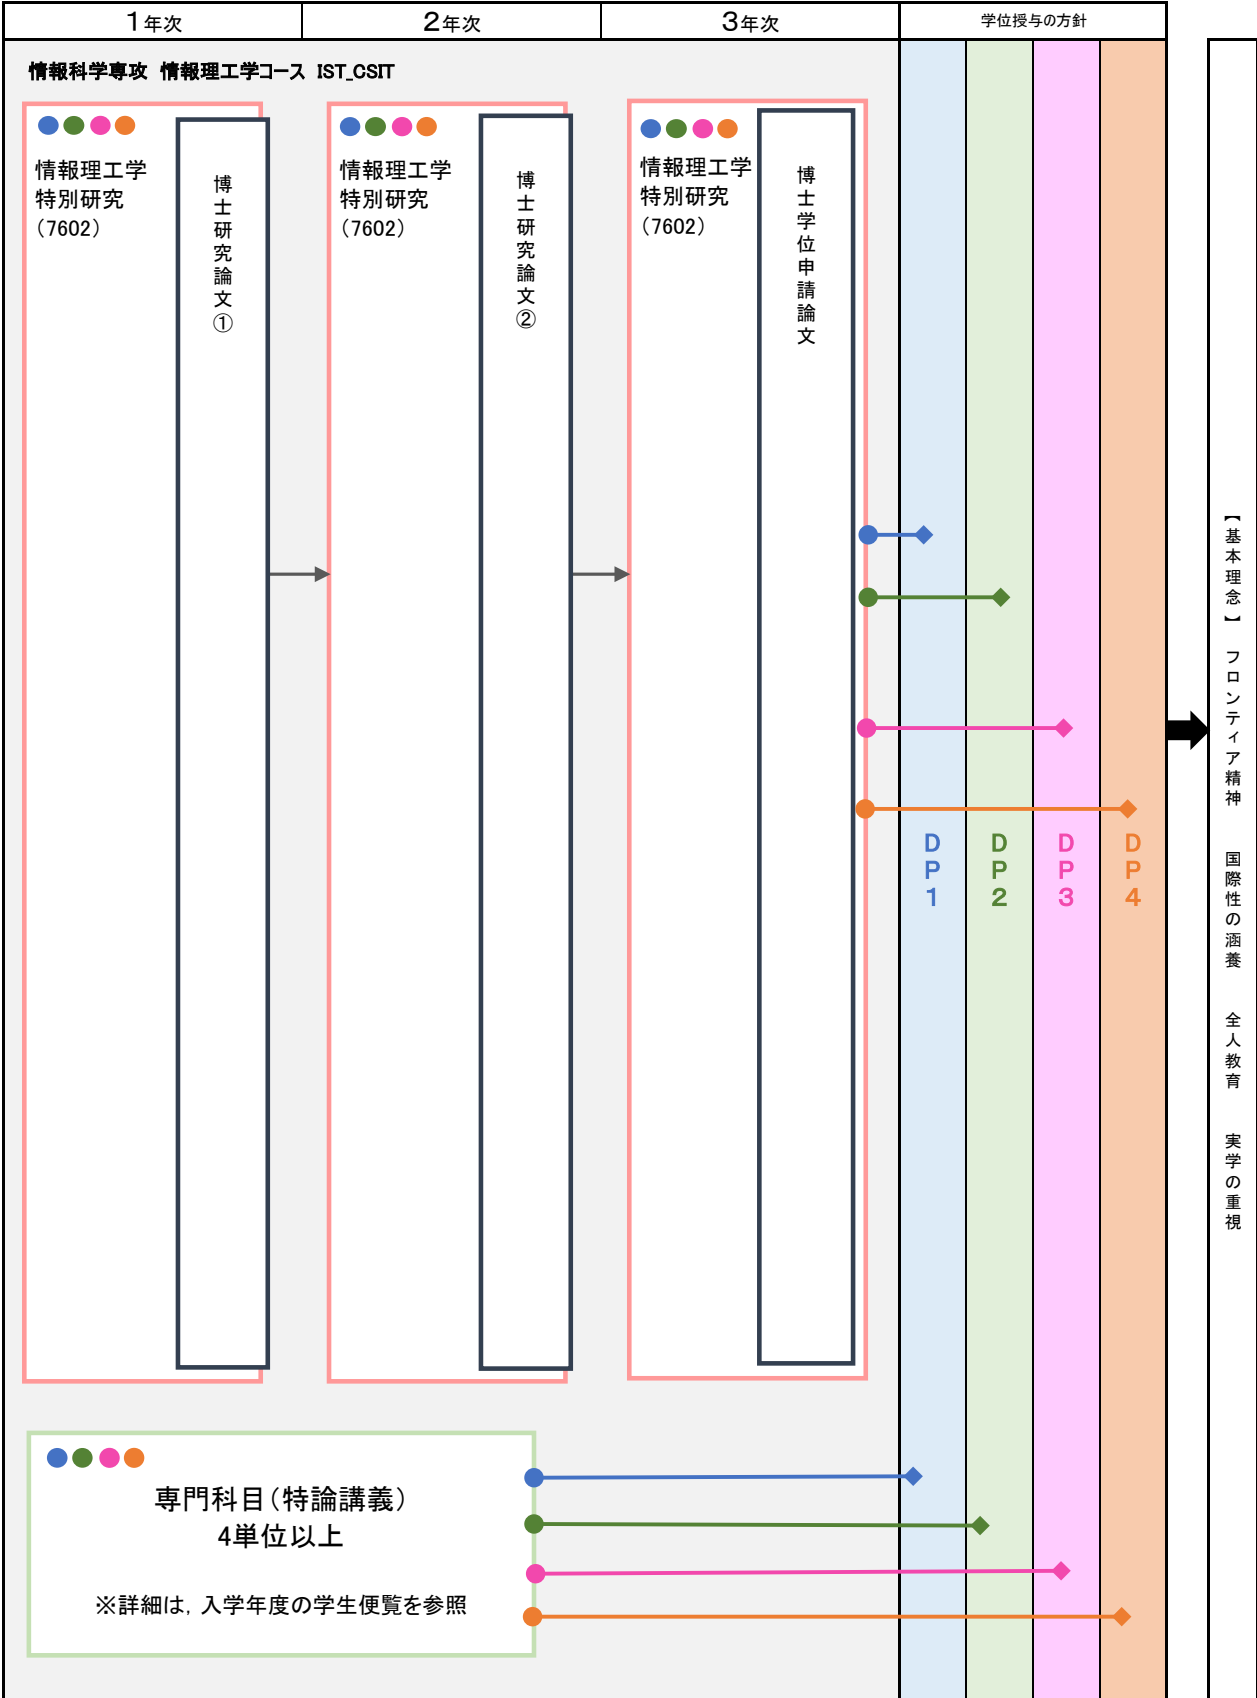 1年次
2年次
3年次
学位授与の方針
情報科学専攻 情報理工学コース IST_CSIT
情報理工学
特別研究
（7602）
博士研究論文①
情報理工学
特別研究
（7602）
博士研究論文②
情報理工学
特別研究
（7602）
博士学位申請論文
DP1
DP2
DP3
DP4
【基本理念】 フロンティア精神 国際性の涵養 全人教育 実学の重視
専門科目（特論講義）
4単位以上
※詳細は，入学年度の学生便覧を参照